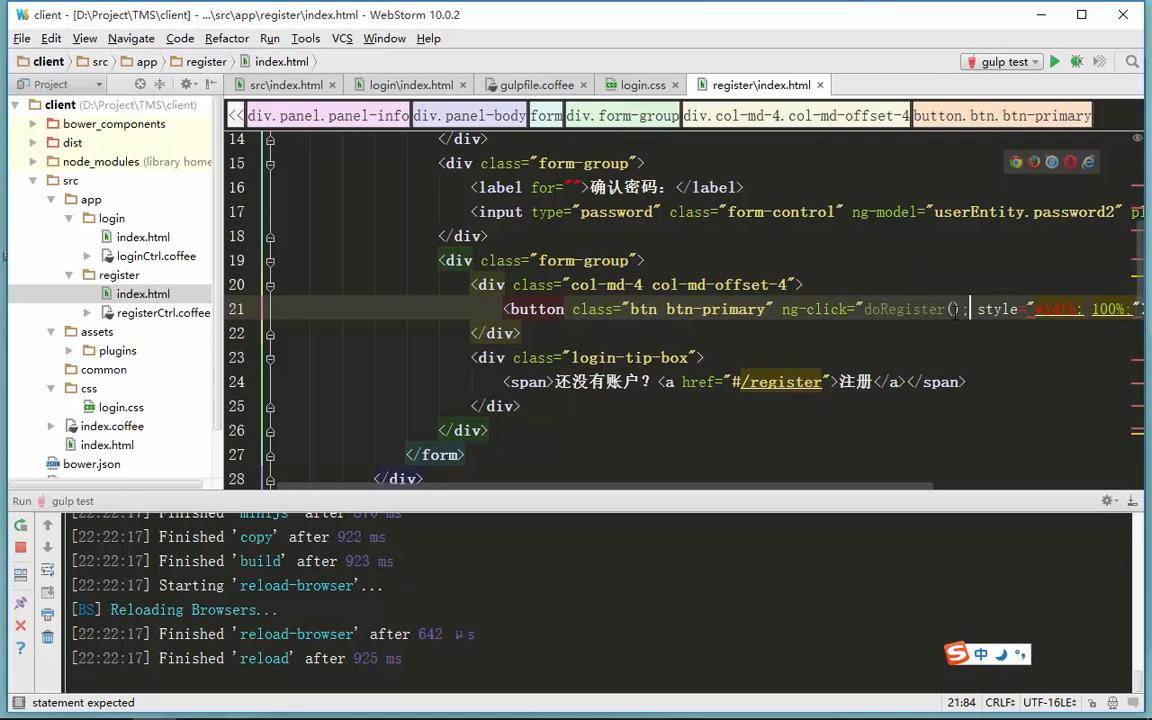 client - [D:\Project\TMS\client] - ...\src\app\register\index.html - WebStorm 10.0.2
File Edit View Navigate Code Refactor Run Tools VCS Window Help
client src app register index.html gulp test
Project src\index.html login\index.html gulpfile.coffee login.css register\index.html
client (D:\Project\TMS\client)
bower_components
dist
node_modules (library home
src
app
login
index.html
loginCtrl.coffee
register
index.html
registerCtrl.coffee
assets
plugins
common
css
login.css
index.coffee
index.html
bower.json
<< div.panel.panel-info div.panel-body form div.form-group div.col-md-4.col-md-offset-4 button.btn.btn-primary
14 </div>
15 <div class="form-group">
16 <label for="">确认密码：</label>
17 <input type="password" class="form-control" ng-model="userEntity.password2" pl
18 </div>
19 <div class="form-group">
20 <div class="col-md-4 col-md-offset-4">
21 <button class="btn btn-primary" ng-click="doRegister(); style="width: 100%;"
22 </div>
23 <div class="login-tip-box">
24 <span>还没有账户？<a href="#/register">注册</a></span>
25 </div>
26 </div>
27 </form>
28 </div>
Run gulp test
[22:22:17] Finished 'minijs' after 870 ms
[22:22:17] Finished 'copy' after 922 ms
[22:22:17] Finished 'build' after 923 ms
[22:22:17] Starting 'reload-browser'...
[BS] Reloading Browsers...
[22:22:17] Finished 'reload-browser' after 642 μs
[22:22:17] Finished 'reload' after 925 ms
S 中
statement expected 21:84 CRLF UTF-16LE